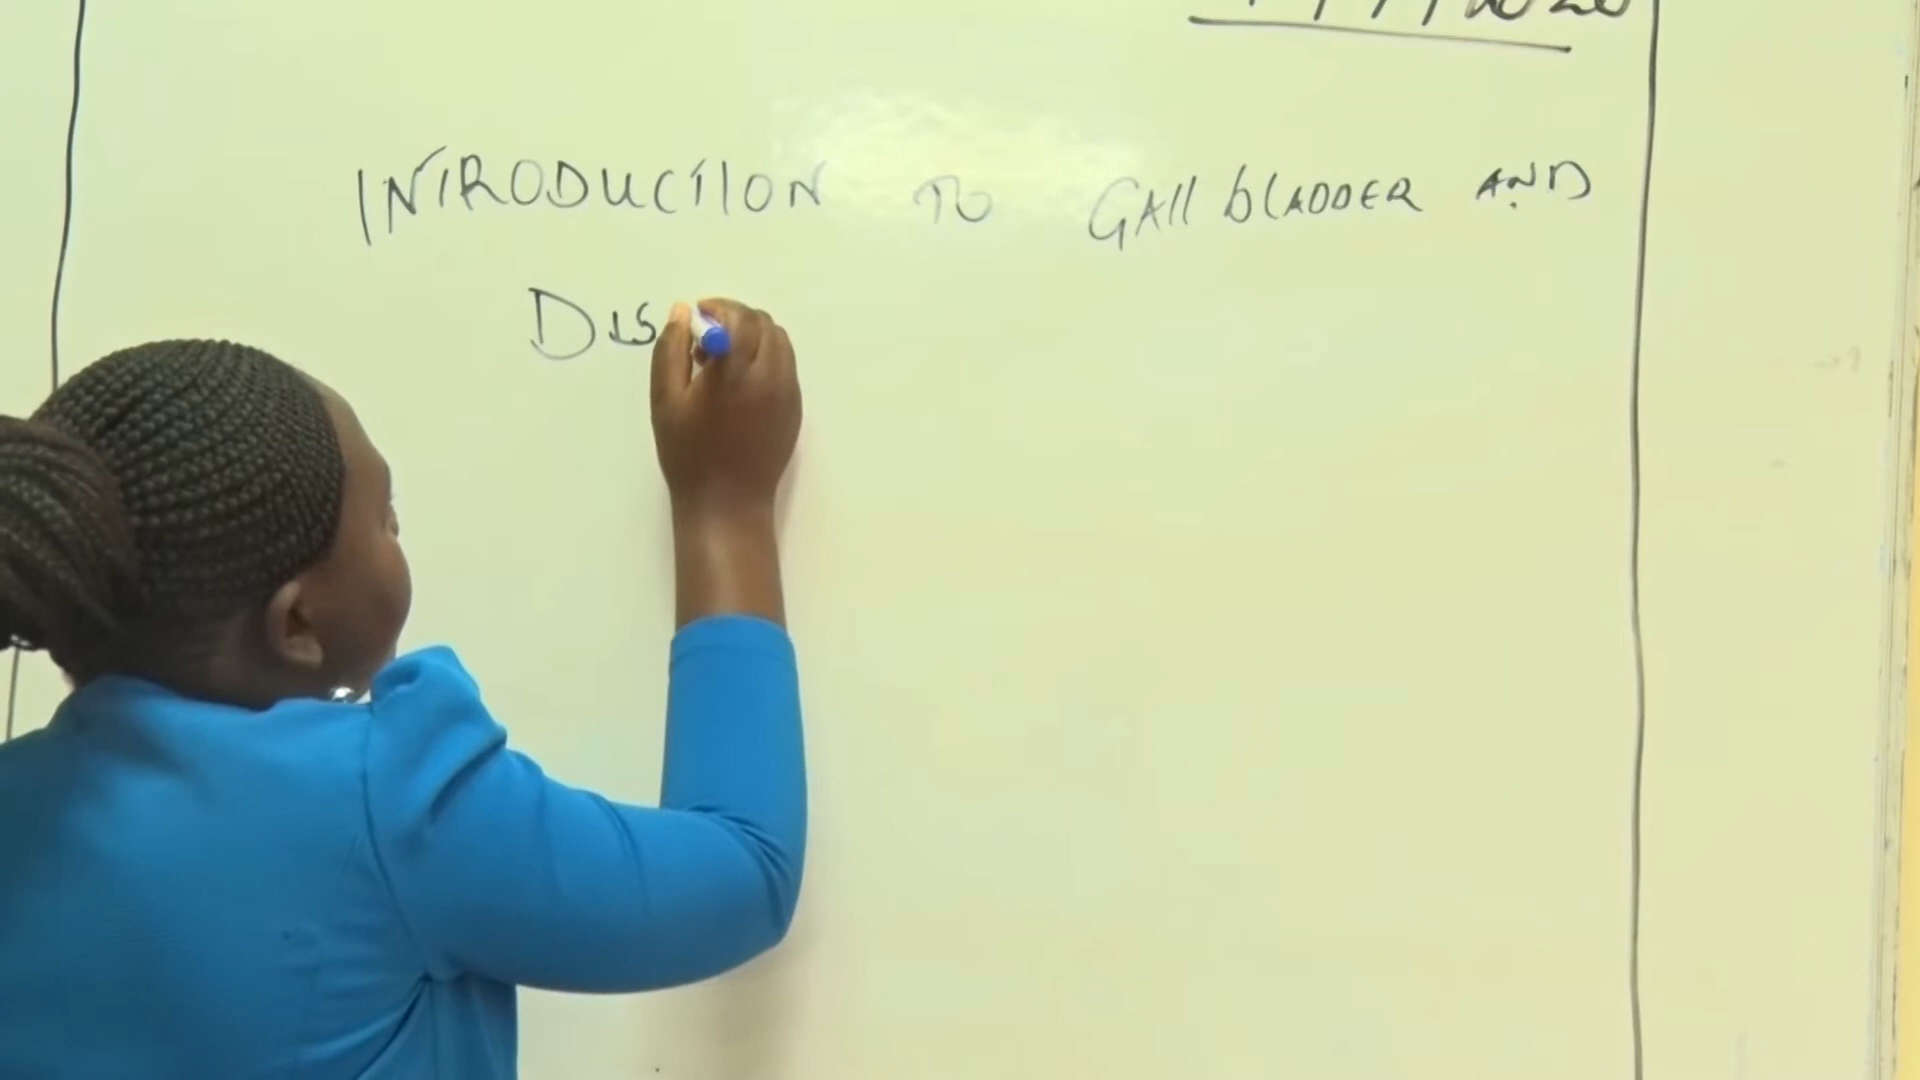 INTRODUCTION TO GAll blADDER AND
DIS